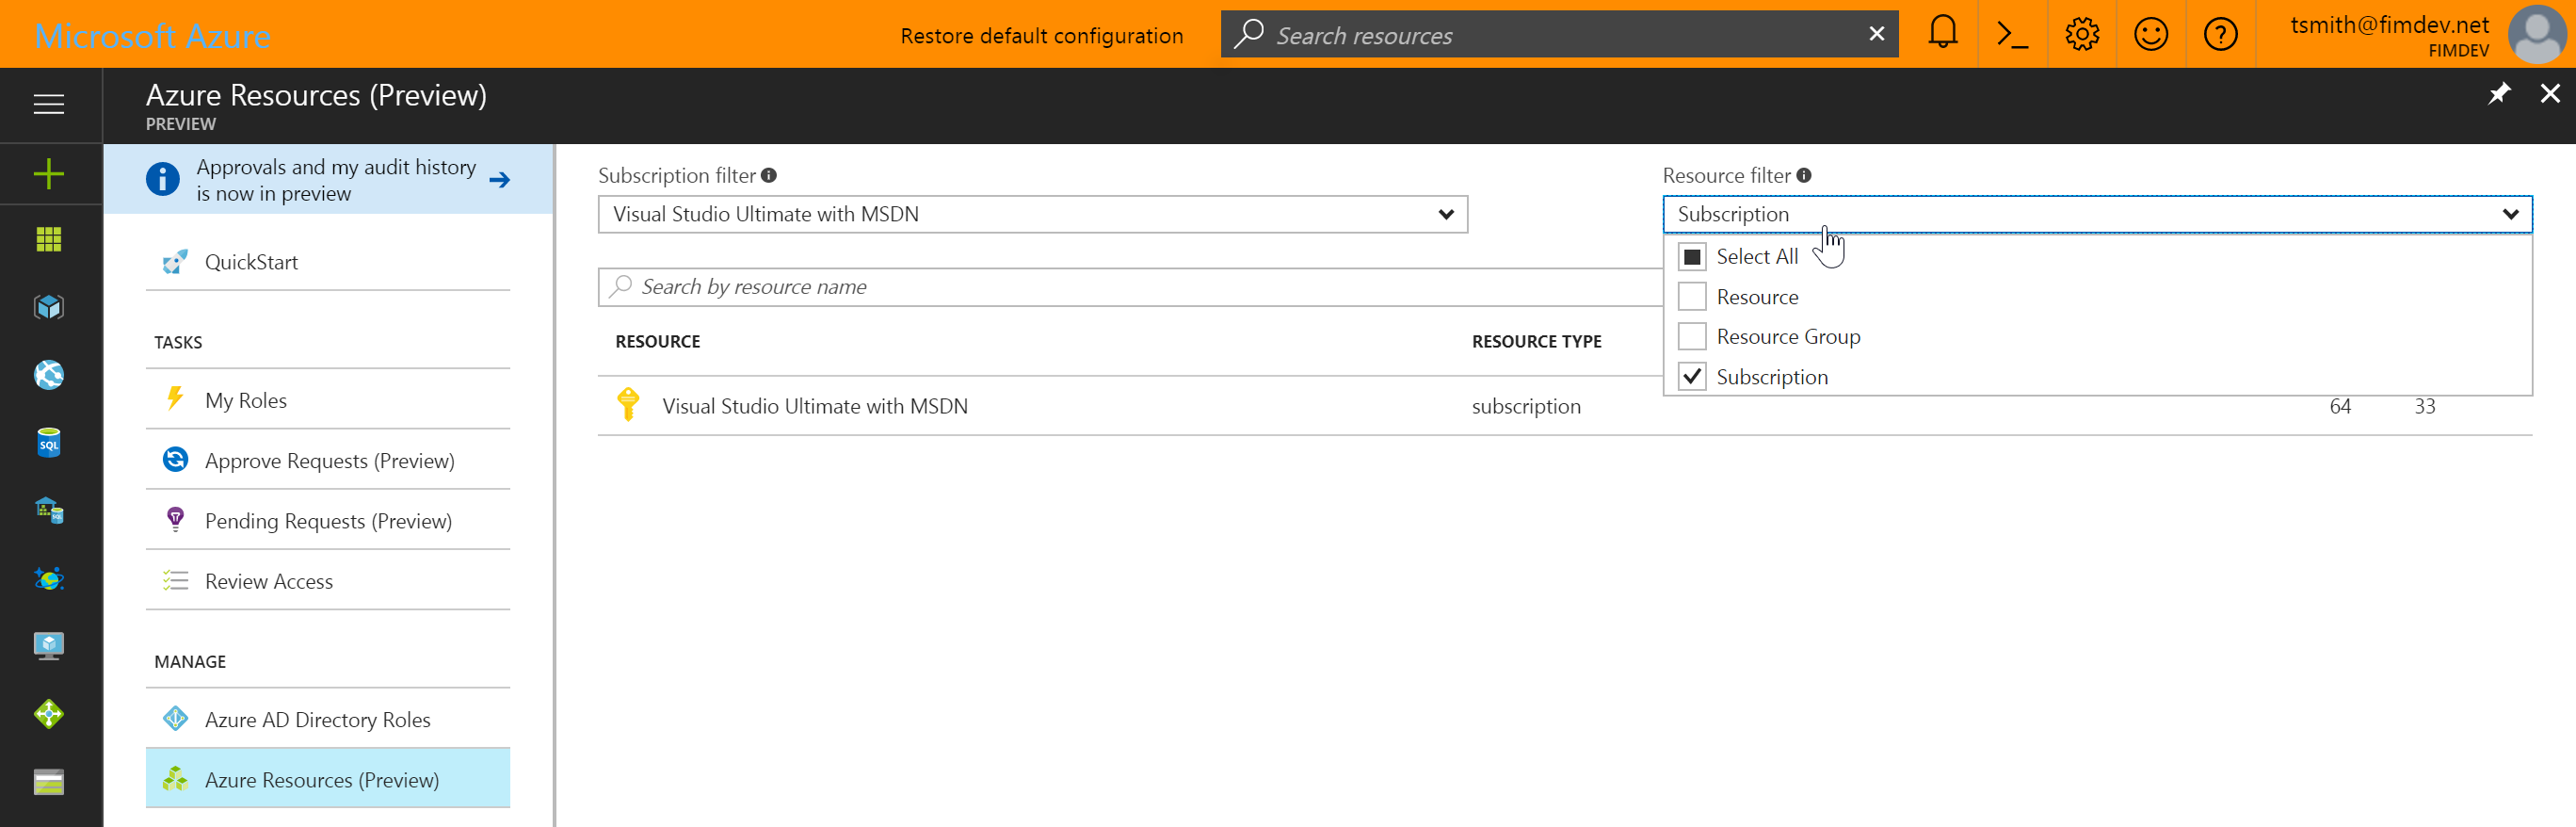 Microsoft Azure
Restore default configuration
Search resources
tsmith@fimdev.net
FIMDEV
Azure Resources (Preview)
PREVIEW
Approvals and my audit history
is now in preview
QuickStart
TASKS
My Roles
Approve Requests (Preview)
Pending Requests (Preview)
Review Access
MANAGE
Azure AD Directory Roles
Azure Resources (Preview)
Subscription filter
Visual Studio Ultimate with MSDN
Resource filter
Subscription
Select All
Resource
Resource Group
Subscription
Search by resource name
RESOURCE
RESOURCE TYPE
Visual Studio Ultimate with MSDN
subscription
64
33
SQL